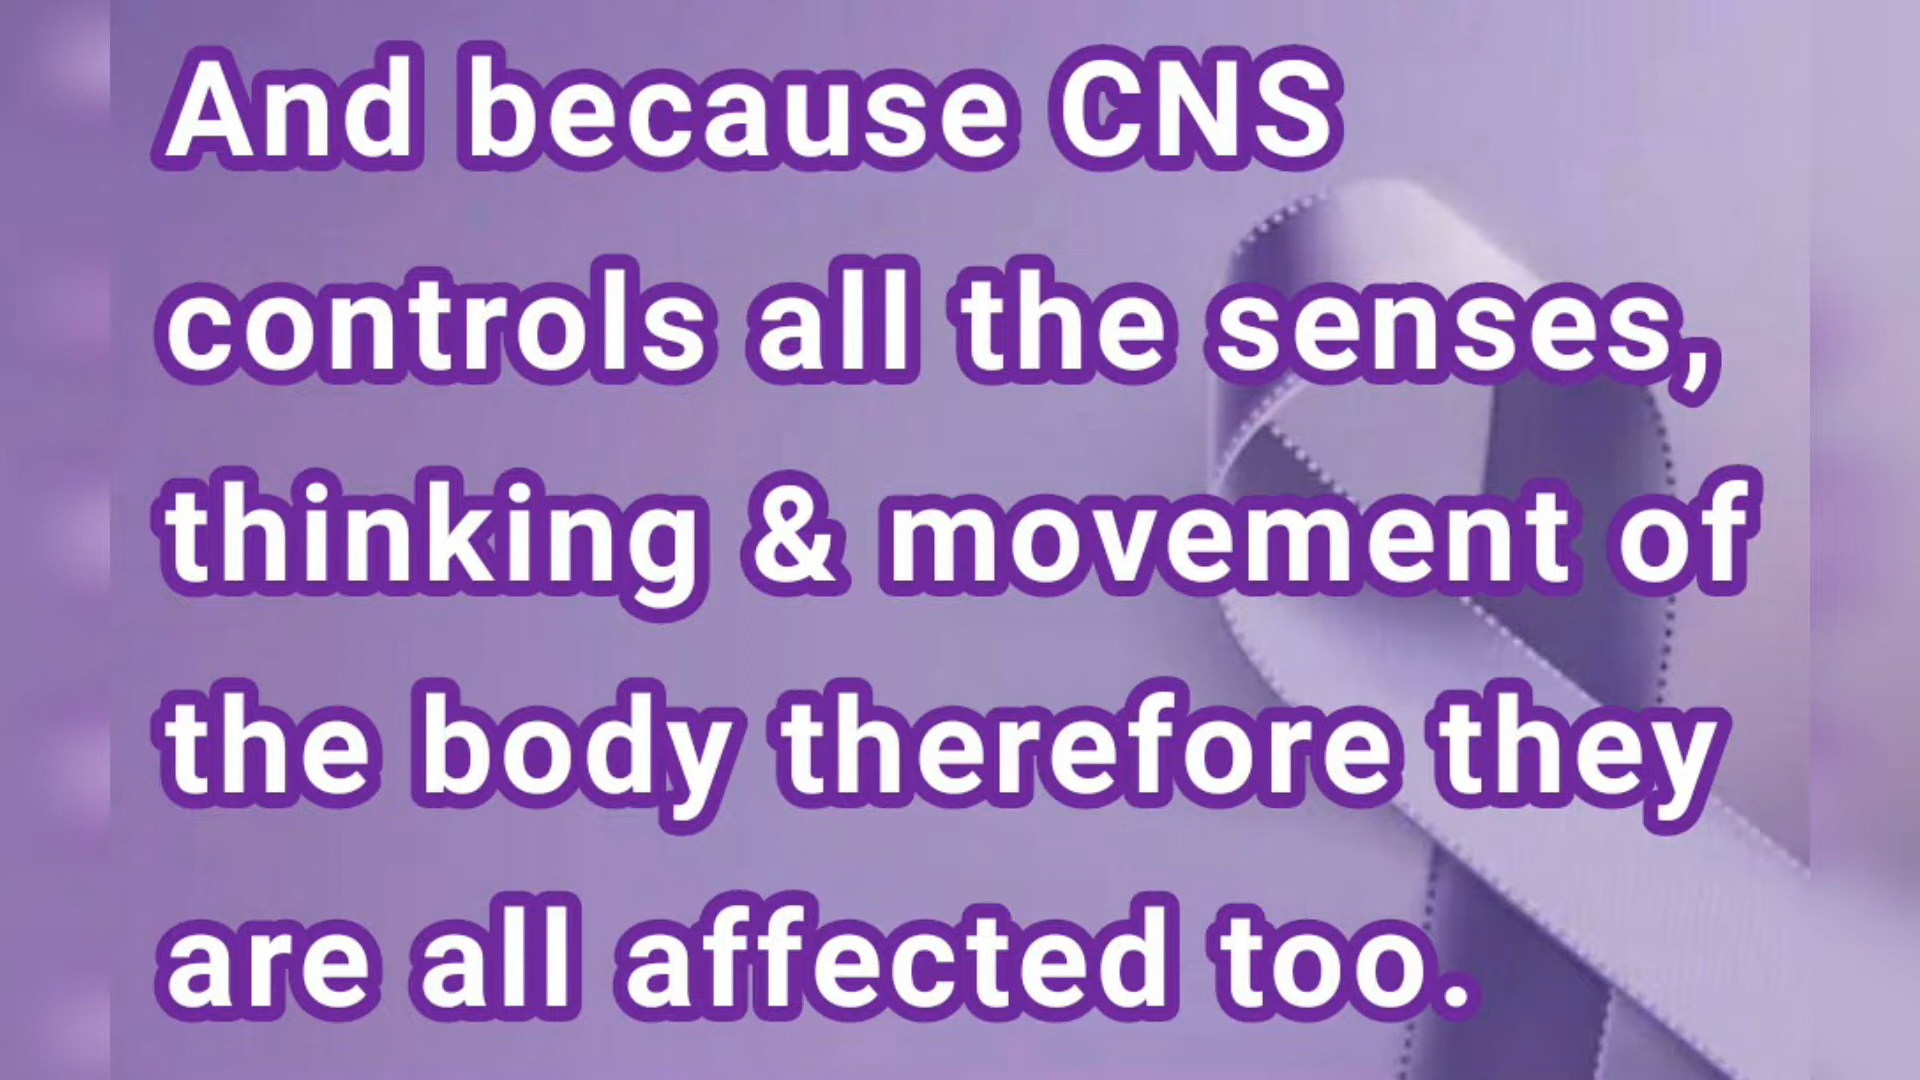 And because CNS
controls all the senses,
thinking & movement of
the body therefore they
are all affected too.